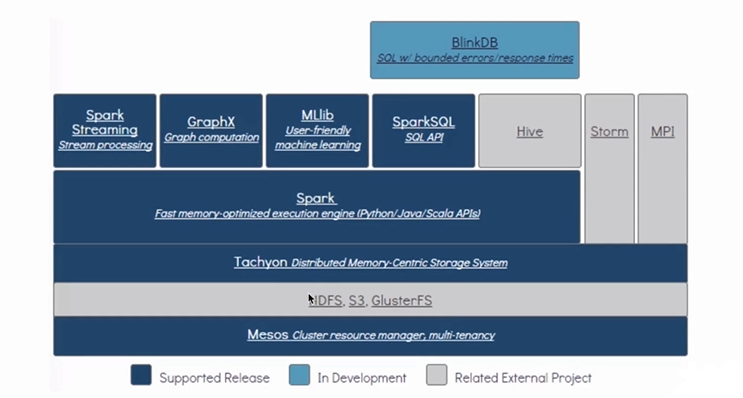 BlinkDB
SQL w/ bounded errors/response times
Spark
Streaming
Stream processing
GraphX
Graph computation
MLlib
User-friendly
machine learning
SparkSQL
SQL API
Hive
Storm
MPI
Spark
Fast memory-optimized execution engine (Python/Java/Scala APIs)
Tachyon Distributed Memory-Centric Storage System
HDFS, S3, GlusterFS
Mesos Cluster resource manager, multi-tenancy
Supported Release
In Development
Related External Project